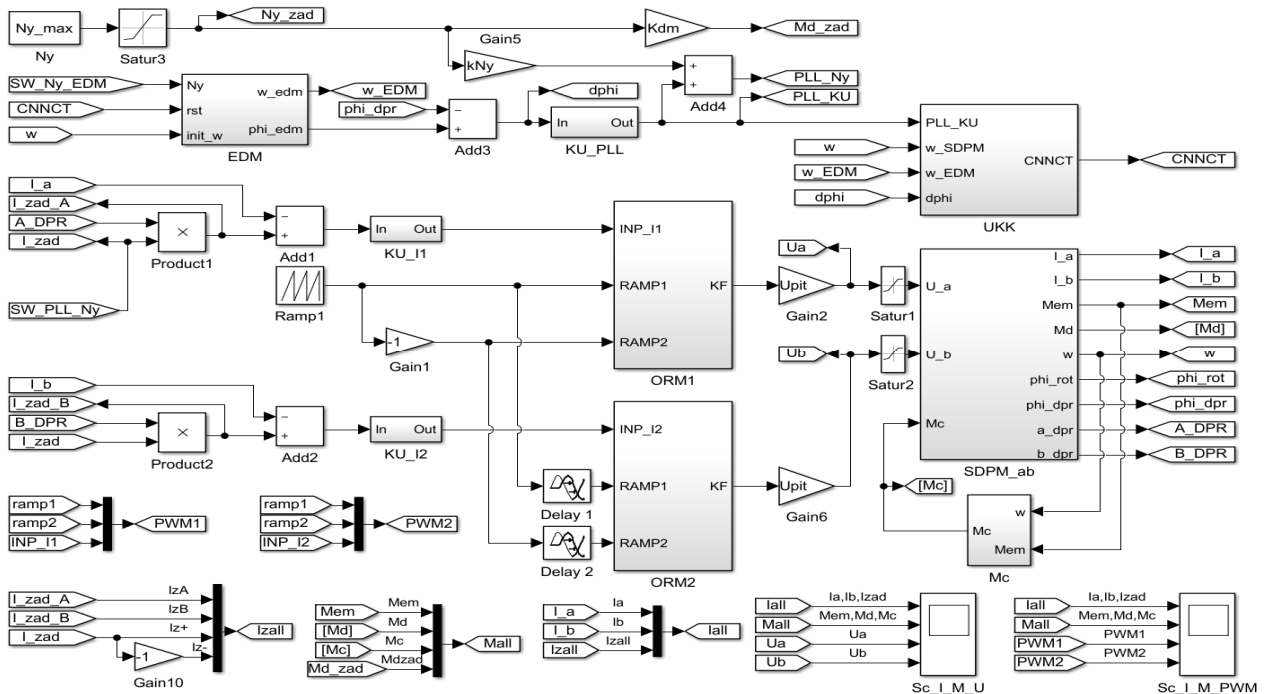 Ny_max
Ny
Satur3
Ny_zad
Gain5
Kdm
Md_zad
kNy
+
+
Add4
PLL_Ny
PLL_KU
SW_Ny_EDM
CNNCT
w
Ny
rst
init_w
w_edm
phi_edm
EDM
w_EDM
phi_dpr
−
+
Add3
dphi
In Out
KU_PLL
w
w_EDM
dphi
PLL_KU
w_SDPM
w_EDM
dphi
CNNCT
UKK
CNNCT
I_a
I_zad_A
A_DPR
I_zad
SW_PLL_Ny
×
Product1
−
+
Add1
In Out
KU_I1
Ramp1
-1
Gain1
INP_I1
RAMP1
RAMP2
KF
ORM1
Ua
Upit
Gain2
Satur1
Ub
Satur2
U_a
U_b
Mc
I_a
I_b
Mem
Md
w
phi_rot
phi_dpr
a_dpr
b_dpr
SDPM_ab
I_a
I_b
Mem
[Md]
w
phi_rot
phi_dpr
A_DPR
B_DPR
I_b
I_zad_B
B_DPR
I_zad
×
Product2
−
+
Add2
In Out
KU_I2
INP_I2
RAMP1
RAMP2
KF
ORM2
Delay 1
Delay 2
Upit
Gain6
[Mc]
w
Mc
Mem
Mc
ramp1
ramp2
INP_I1
PWM1
ramp1
ramp2
INP_I2
PWM2
I_zad_A
I_zad_B
I_zad
-1
Gain10
IzA
IzB
Iz+
Iz-
Izall
Mem
[Md]
[Mc]
Md_zad
Mem
Md
Mc
Mdzad
Mall
I_a
I_b
Izall
Ia
Ib
Izall
Iall
Iall
Mall
Ua
Ub
Ia,Ib,Izad
Mem,Md,Mc
Ua
Ub
Sc_I_M_U
Iall
Mall
PWM1
PWM2
Ia,Ib,Izad
Mem,Md,Mc
PWM1
PWM2
Sc_I_M_PWM